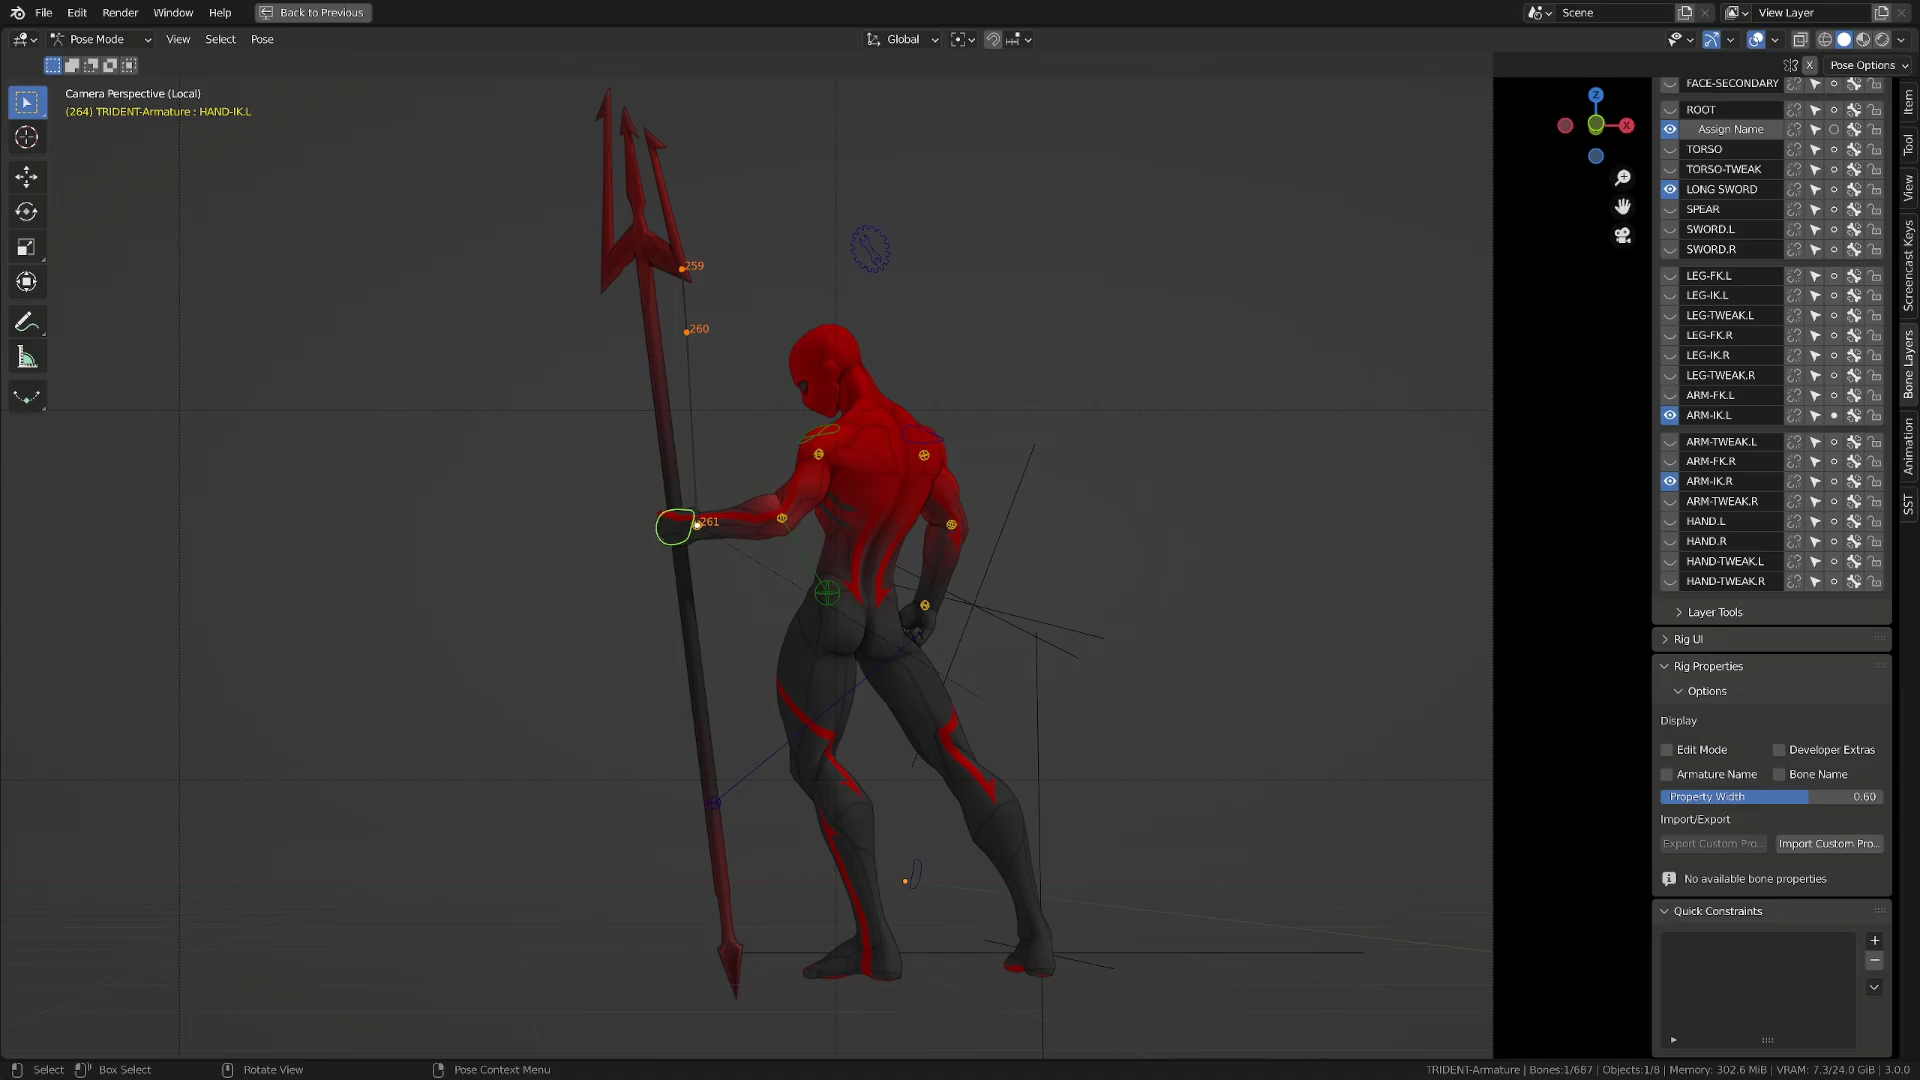 File Edit Render Window Help Back to Previous Scene View Layer
Pose Mode View Select Pose Global
X Pose Options
Camera Perspective (Local)
(264) TRIDENT-Armature : HAND-IK.L
259
260
261
Z
X
FACE-SECONDARY
ROOT
Assign Name
TORSO
TORSO-TWEAK
LONG SWORD
SPEAR
SWORD.L
SWORD.R
LEG-FK.L
LEG-IK.L
LEG-TWEAK.L
LEG-FK.R
LEG-IK.R
LEG-TWEAK.R
ARM-FK.L
ARM-IK.L
ARM-TWEAK.L
ARM-FK.R
ARM-IK.R
ARM-TWEAK.R
HAND.L
HAND.R
HAND-TWEAK.L
HAND-TWEAK.R
Layer Tools
Rig UI
Rig Properties
Options
Display
Edit Mode Developer Extras
Armature Name Bone Name
Property Width 0.60
Import/Export
Export Custom Pro... Import Custom Pro...
No available bone properties
Quick Constraints
Item
Tool
View
Screencast Keys
Bone Layers
Animation
SST
Select Box Select Rotate View Pose Context Menu
TRIDENT-Armature | Bones:1/687 | Objects:1/8 | Memory: 302.6 MiB | VRAM: 7.3/24.0 GiB | 3.0.0